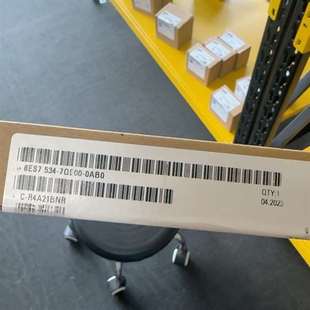 6ES7 534-7QE00-0AB0
C-R4A21BNR
QTY:1
04.2023